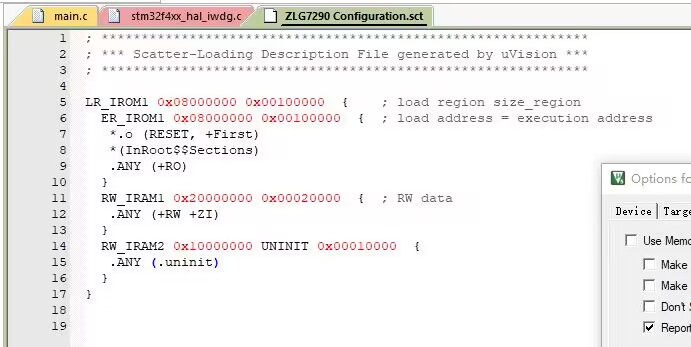 main.c stm32f4xx_hal_iwdg.c ZLG7290 Configuration.sct
1 ; *************************************************************
2 ; *** Scatter-Loading Description File generated by uVision ***
3 ; *************************************************************
4
5 LR_IROM1 0x08000000 0x00100000 { ; load region size_region
6 ER_IROM1 0x08000000 0x00100000 { ; load address = execution address
7 *.o (RESET, +First)
8 *(InRoot$$Sections)
9 .ANY (+RO)
10 }
11 RW_IRAM1 0x20000000 0x00020000 { ; RW data
12 .ANY (+RW +ZI)
13 }
14 RW_IRAM2 0x10000000 UNINIT 0x00010000 {
15 .ANY (.uninit)
16 }
17 }
18
19
Options fo
Device Targe
Use Memo
Make
Make
Don't S
Report